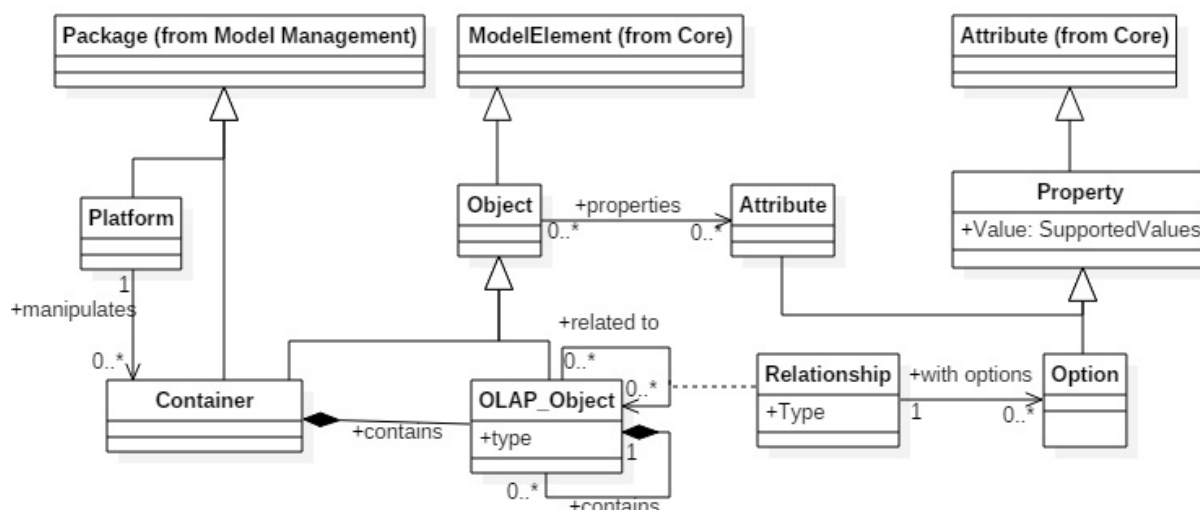 Package (from Model Management)
ModelElement (from Core)
Attribute (from Core)
Platform
Object
+properties
0..*
0..*
Attribute
Property
+Value: SupportedValues
1
+manipulates
0..*
+related to
0..*
0..*
Container
+contains
OLAP_Object
+type
1
0..*
+contains
Relationship
+Type
+with options
1
0..*
Option